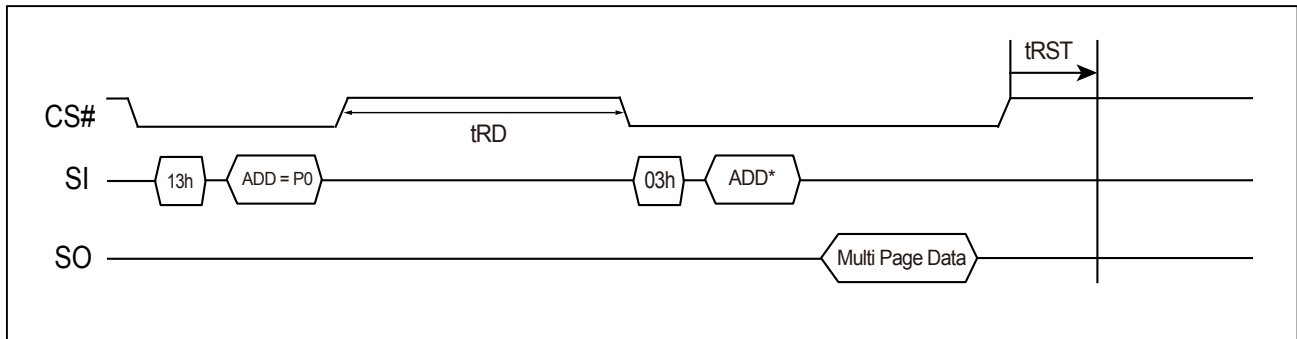 tRST
CS#
tRD
SI
13h
ADD = P0
03h
ADD*
SO
Multi Page Data